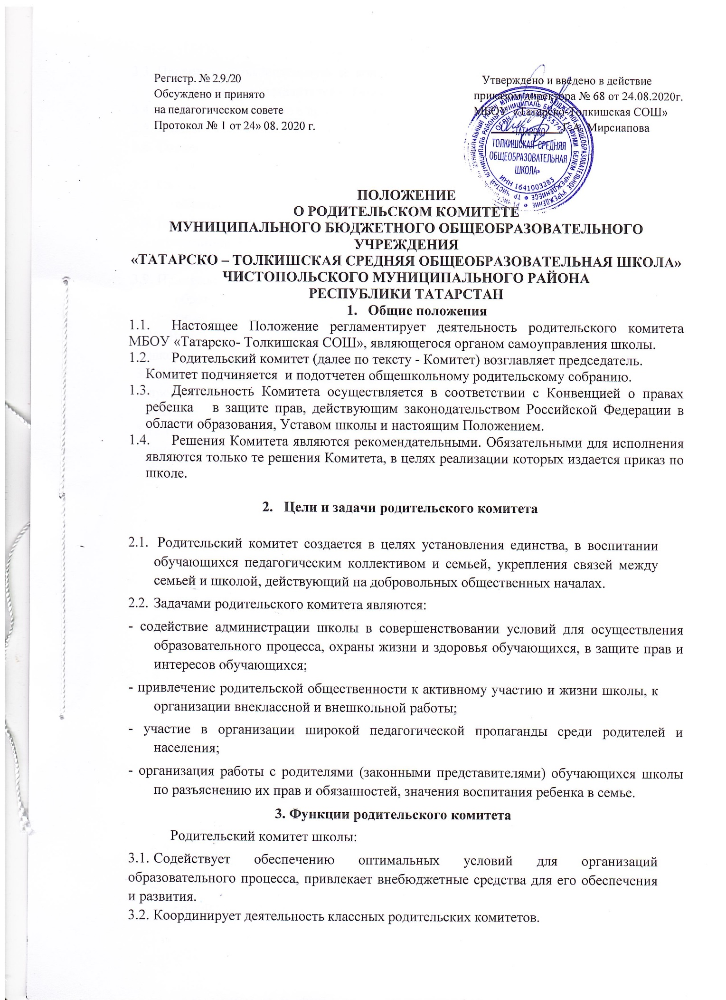 Регистр. № 2.9./20
Обсуждено и принято
на педагогическом совете
Протокол № 1 от 24» 08. 2020 г.
Утверждено и введено в действие
приказом директора № 68 от 24.08.2020г.
МБОУ «Татарско-Толкишская СОШ»
Г.А. Мирсиапова
«ТАТАРСКО-
ТОЛКИШСКАЯ СРЕДНЯЯ
ОБЩЕОБРАЗОВАТЕЛЬНАЯ
ШКОЛА»
ИНН 1641003283
ПОЛОЖЕНИЕ
О РОДИТЕЛЬСКОМ КОМИТЕТЕ
МУНИЦИПАЛЬНОГО БЮДЖЕТНОГО ОБЩЕОБРАЗОВАТЕЛЬНОГО
УЧРЕЖДЕНИЯ
«ТАТАРСКО – ТОЛКИШСКАЯ СРЕДНЯЯ ОБЩЕОБРАЗОВАТЕЛЬНАЯ ШКОЛА»
ЧИСТОПОЛЬСКОГО МУНИЦИПАЛЬНОГО РАЙОНА
РЕСПУБЛИКИ ТАТАРСТАН
1. Общие положения
1.1. Настоящее Положение регламентирует деятельность родительского комитета
МБОУ «Татарско- Толкишская СОШ», являющегося органом самоуправления школы.
1.2. Родительский комитет (далее по тексту - Комитет) возглавляет председатель.
Комитет подчиняется и подотчетен общешкольному родительскому собранию.
1.3. Деятельность Комитета осуществляется в соответствии с Конвенцией о правах
ребенка в защите прав, действующим законодательством Российской Федерации в
области образования, Уставом школы и настоящим Положением.
1.4. Решения Комитета являются рекомендательными. Обязательными для исполнения
являются только те решения Комитета, в целях реализации которых издается приказ по
школе.
2. Цели и задачи родительского комитета
2.1. Родительский комитет создается в целях установления единства, в воспитании
обучающихся педагогическим коллективом и семьей, укрепления связей между
семьей и школой, действующий на добровольных общественных началах.
2.2. Задачами родительского комитета являются:
- содействие администрации школы в совершенствовании условий для осуществления
образовательного процесса, охраны жизни и здоровья обучающихся, в защите прав и
интересов обучающихся;
- привлечение родительской общественности к активному участию и жизни школы, к
организации внеклассной и внешкольной работы;
- участие в организации широкой педагогической пропаганды среди родителей и
населения;
- организация работы с родителями (законными представителями) обучающихся школы
по разъяснению их прав и обязанностей, значения воспитания ребенка в семье.
3. Функции родительского комитета
Родительский комитет школы:
3.1. Содействует обеспечению оптимальных условий для организаций
образовательного процесса, привлекает внебюджетные средства для его обеспечения
и развития.
3.2. Координирует деятельность классных родительских комитетов.